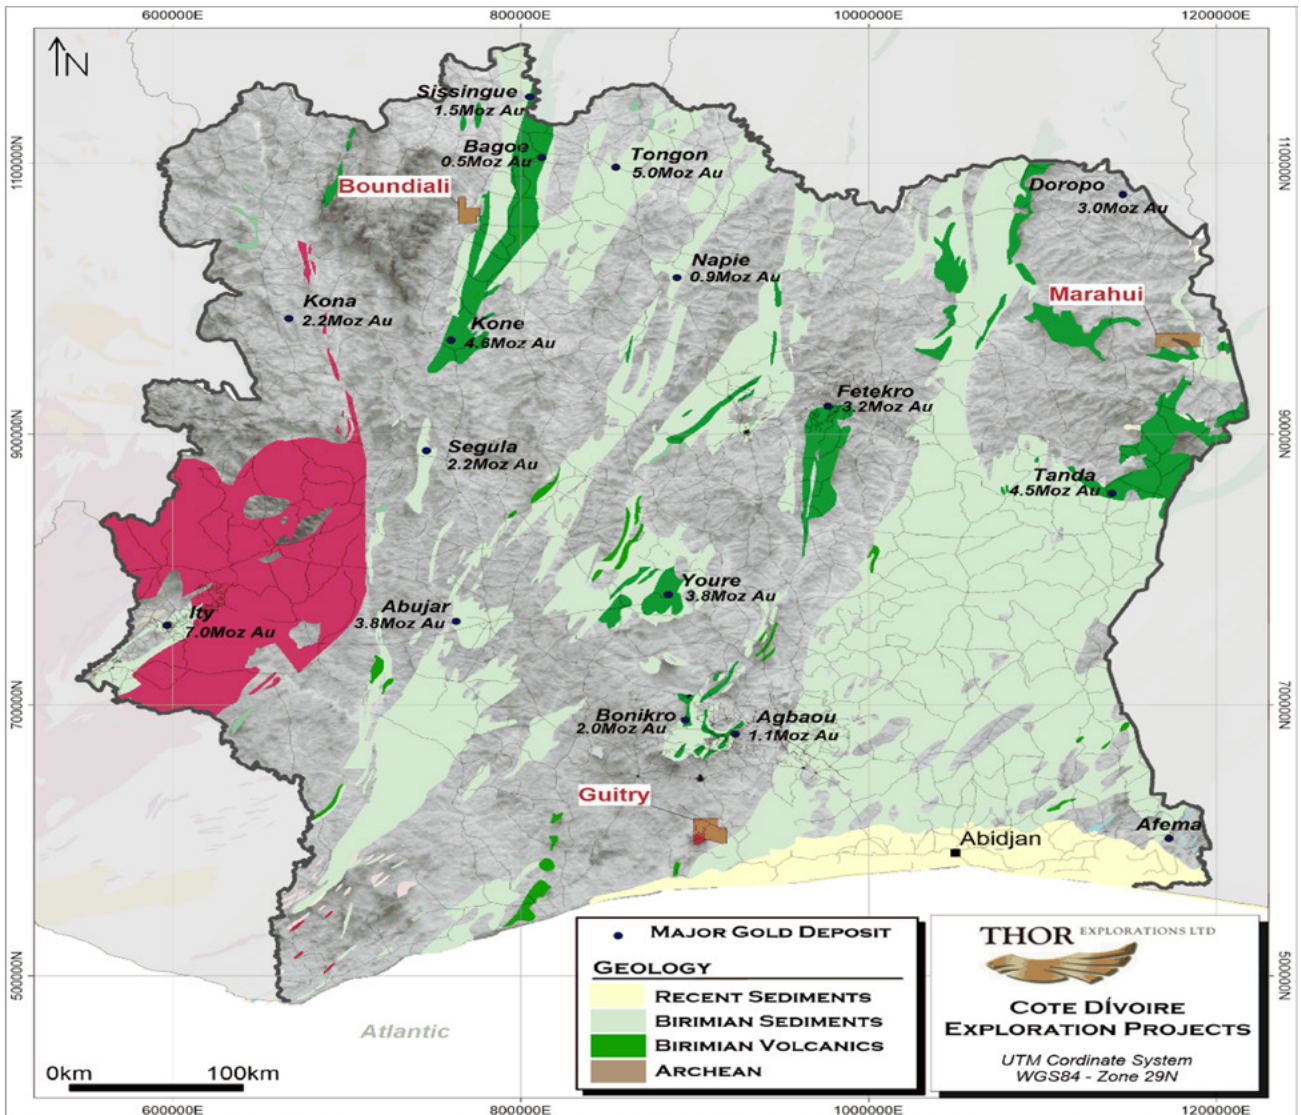 600000E 800000E 1000000E 1200000E
N
Sissingue
1.5Moz Au
Bagoe
0.5Moz Au
Tongon
5.0Moz Au
Boundiali
Doropo
3.0Moz Au
1100000N
1100000N
Napie
0.9Moz Au
Marahui
Kona
2.2Moz Au
Kone
4.6Moz Au
Fetekro
3.2Moz Au
900000N
900000N
Segula
2.2Moz Au
Tanda
4.5Moz Au
Youre
3.8Moz Au
Ity
7.0Moz Au
Abujar
3.8Moz Au
700000N
700000N
Bonikro
2.0Moz Au
Agbaou
1.1Moz Au
Guitry
Afema
Abidjan
MAJOR GOLD DEPOSIT
GEOLOGY
RECENT SEDIMENTS
BIRIMIAN SEDIMENTS
BIRIMIAN VOLCANICS
ARCHEAN
THOR EXPLORATIONS LTD
COTE DÍVOIRE
EXPLORATION PROJECTS
UTM Cordinate System
WGS84 - Zone 29N
500000N
500000N
Atlantic
0km 100km
600000E 800000E 1000000E 1200000E